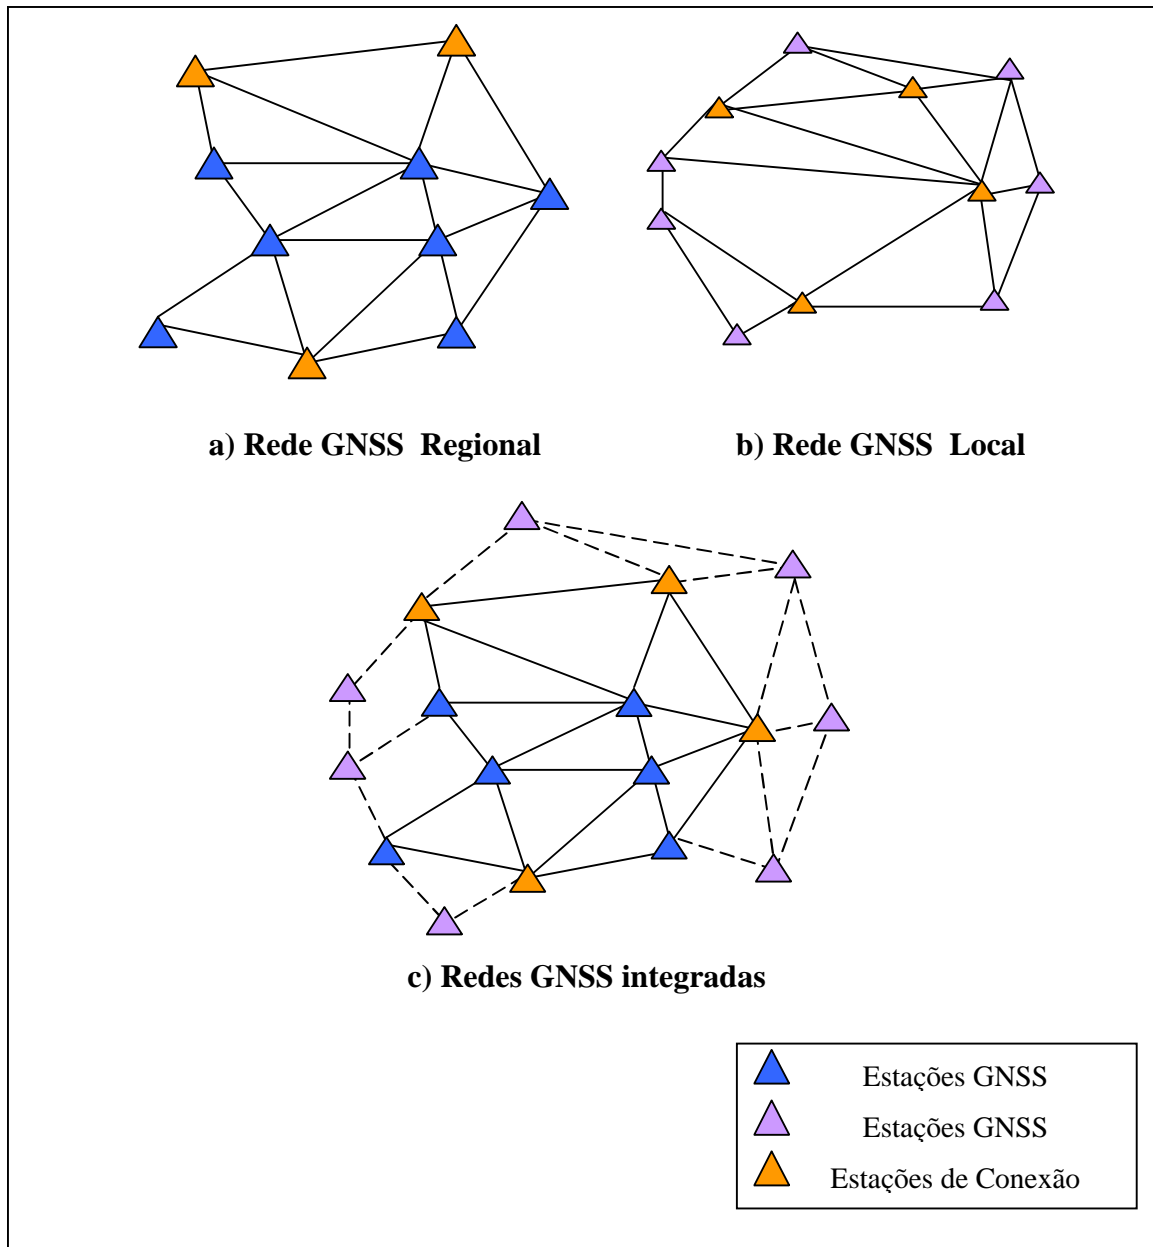 a) Rede GNSS Regional
b) Rede GNSS Local
c) Redes GNSS integradas
Estações GNSS
Estações GNSS
Estações de Conexão